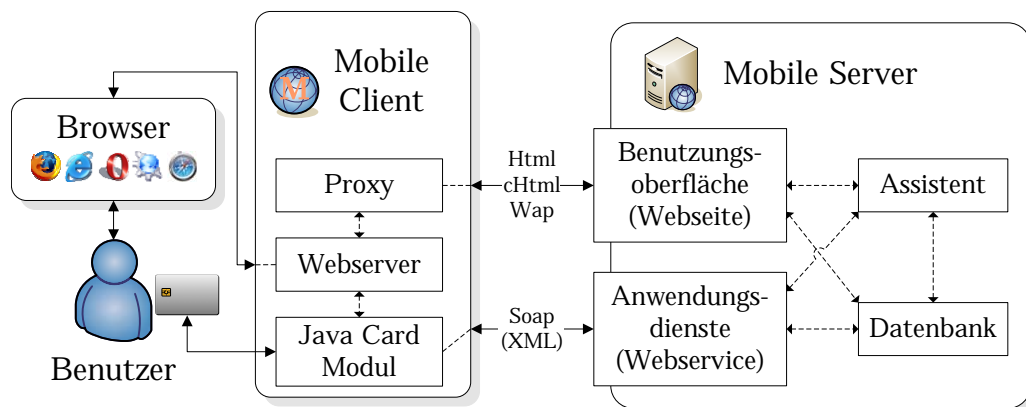 Mobile
Client
M
Mobile Server
Browser
Proxy
Webserver
Java Card
Modul
Benutzer
Html
cHtml
Wap
Soap
(XML)
Benutzungs-
oberfläche
(Webseite)
Anwendungs-
dienste
(Webservice)
Assistent
Datenbank